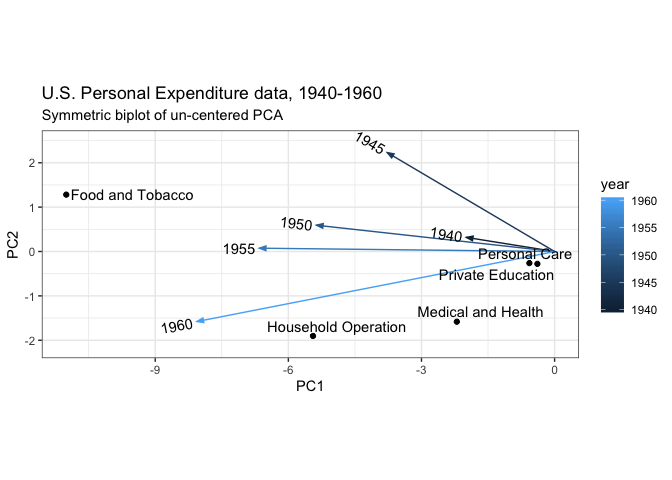 U.S. Personal Expenditure data, 1940-1960
Symmetric biplot of un-centered PCA
1945
Food and Tobacco
1950
1940
1955
Personal Care
Private Education
1960
Medical and Health
Household Operation
2
1
0
-1
-2
PC2
-9
-6
-3
0
PC1
year
1960
1955
1950
1945
1940